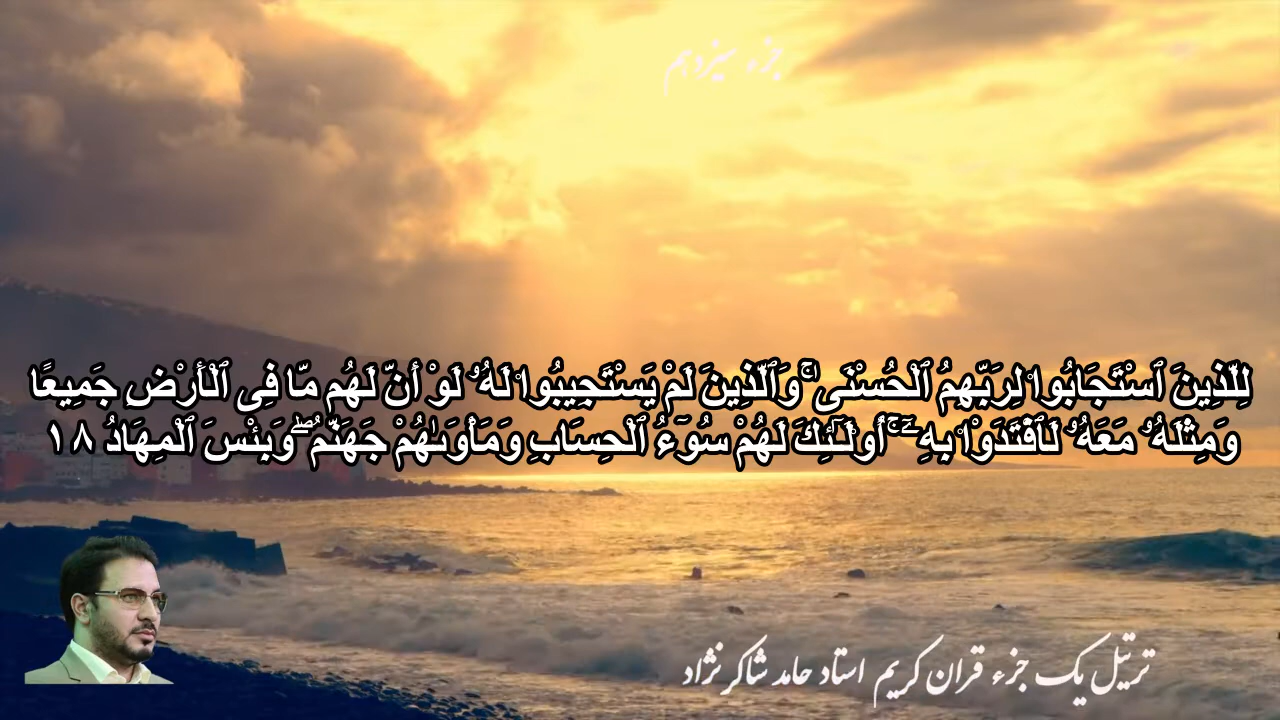 جزء سیزدهم
لِلَّذِينَ ٱسْتَجَابُوا۟ لِرَبِّهِمُ ٱلْحُسْنَىٰ ۚ وَٱلَّذِينَ لَمْ يَسْتَجِيبُوا۟ لَهُۥ لَوْ أَنَّ لَهُم مَّا فِى ٱلْأَرْضِ جَمِيعًا
وَمِثْلَهُۥ مَعَهُۥ لَٱفْتَدَوْا۟ بِهِۦٓ ۚ أُو۟لَـٰٓئِكَ لَهُمْ سُوٓءُ ٱلْحِسَابِ وَمَأْوَىٰهُمْ جَهَنَّمُ ۖ وَبِئْسَ ٱلْمِهَادُ ١٨
ترتیل یک جزء قران کریم استاد حامد شاکرنژاد